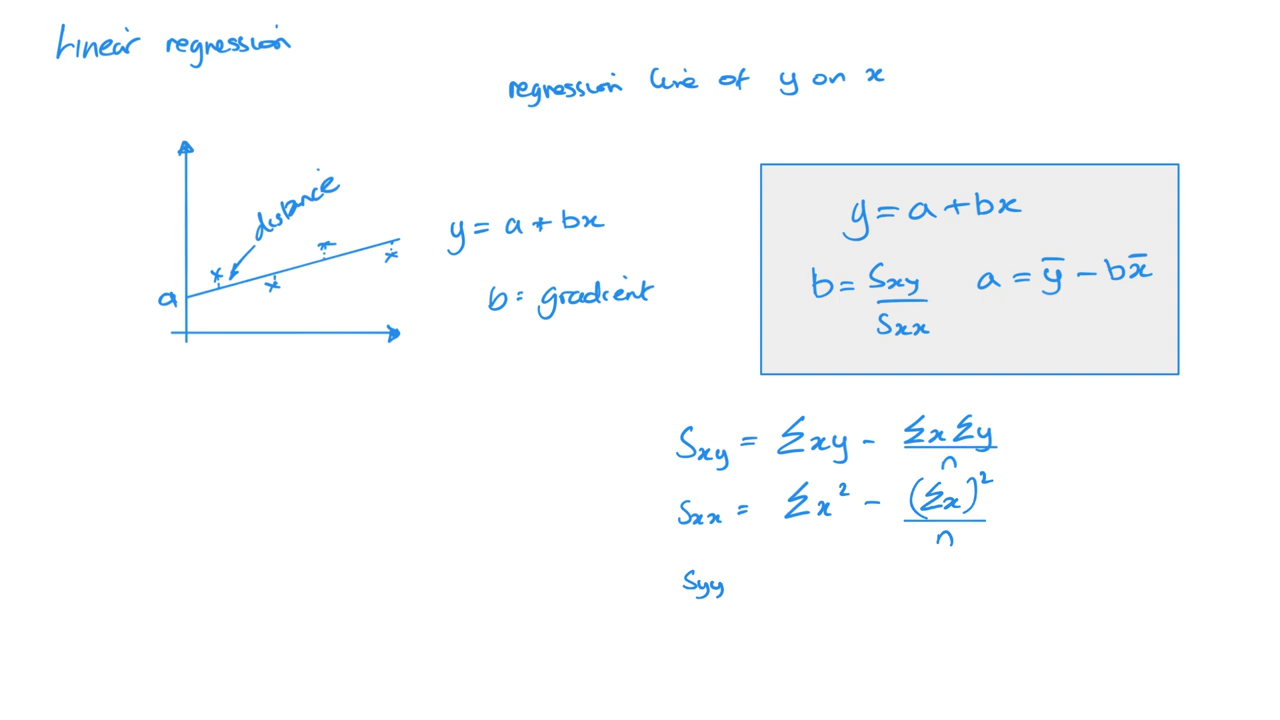 Linear regression
regression line of y on x
distance
a
y = a + bx
b = gradient
y = a + bx
b = Sxy / Sxx   a = ȳ − bx̄
Sxy = Σxy − ΣxΣy / n
Sxx = Σx² − (Σx)² / n
Syy